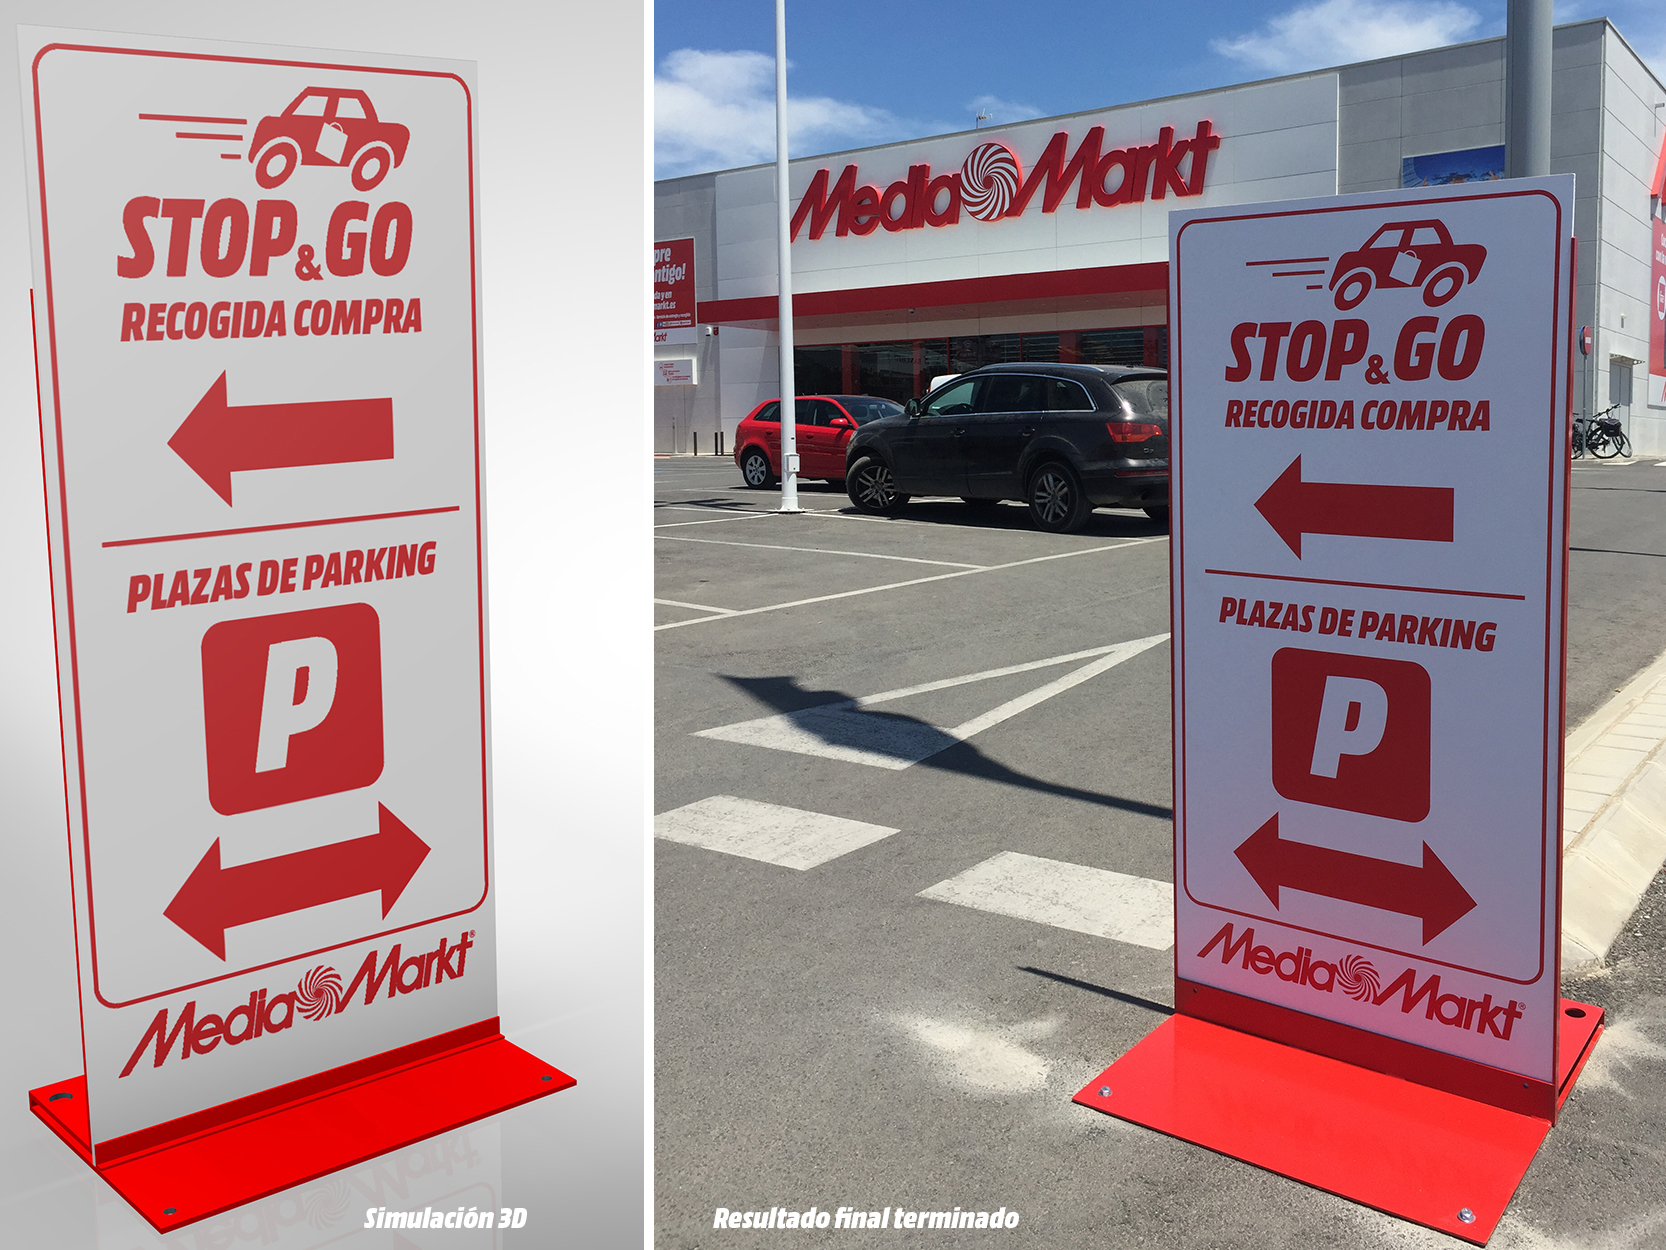 STOP&GO
RECOGIDA COMPRA
PLAZAS DE PARKING
P
MediaMarkt®
Simulación 3D
MediaMarkt
STOP&GO
RECOGIDA COMPRA
PLAZAS DE PARKING
P
MediaMarkt®
Resultado final terminado